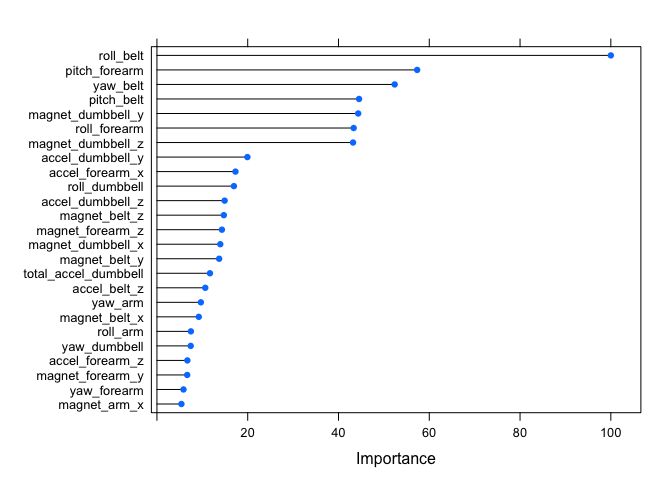 roll_belt
pitch_forearm
yaw_belt
pitch_belt
magnet_dumbbell_y
roll_forearm
magnet_dumbbell_z
accel_dumbbell_y
accel_forearm_x
roll_dumbbell
accel_dumbbell_z
magnet_belt_z
magnet_forearm_z
magnet_dumbbell_x
magnet_belt_y
total_accel_dumbbell
accel_belt_z
yaw_arm
magnet_belt_x
roll_arm
yaw_dumbbell
accel_forearm_z
magnet_forearm_y
yaw_forearm
magnet_arm_x
20 40 60 80 100
Importance